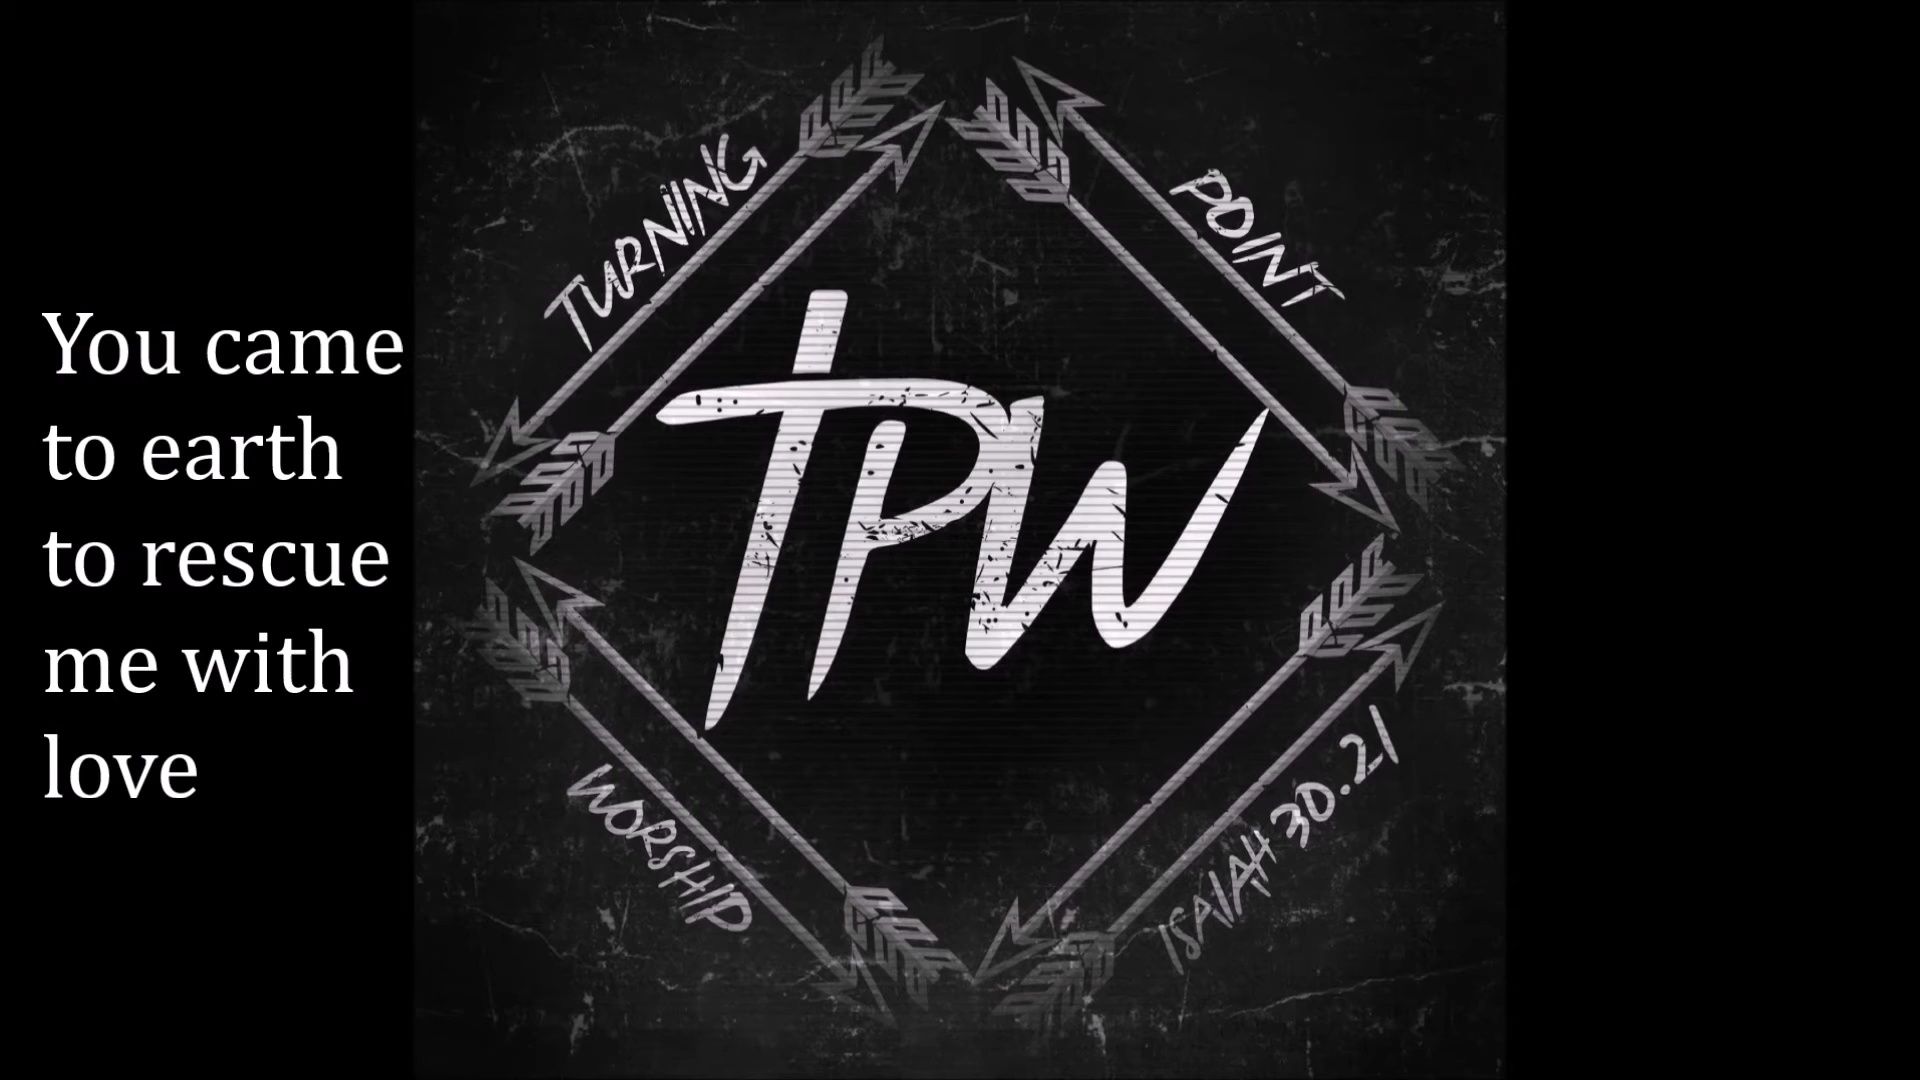 You came
to earth
to rescue
me with
love
TURNING
POINT
TPW
WORSHIP
ISAIAH 30.21